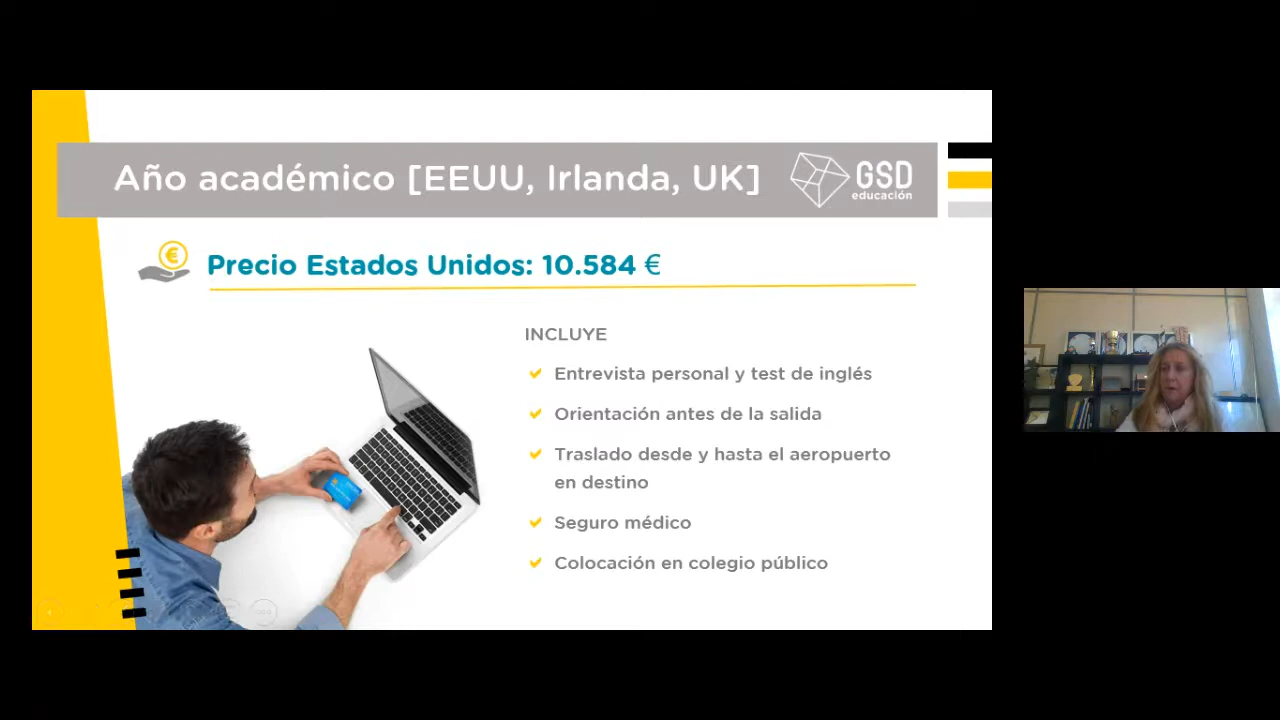 Año académico [EEUU, Irlanda, UK]
GSD
educación
Precio Estados Unidos: 10.584 €
INCLUYE
Entrevista personal y test de inglés
Orientación antes de la salida
Traslado desde y hasta el aeropuerto
en destino
Seguro médico
Colocación en colegio público